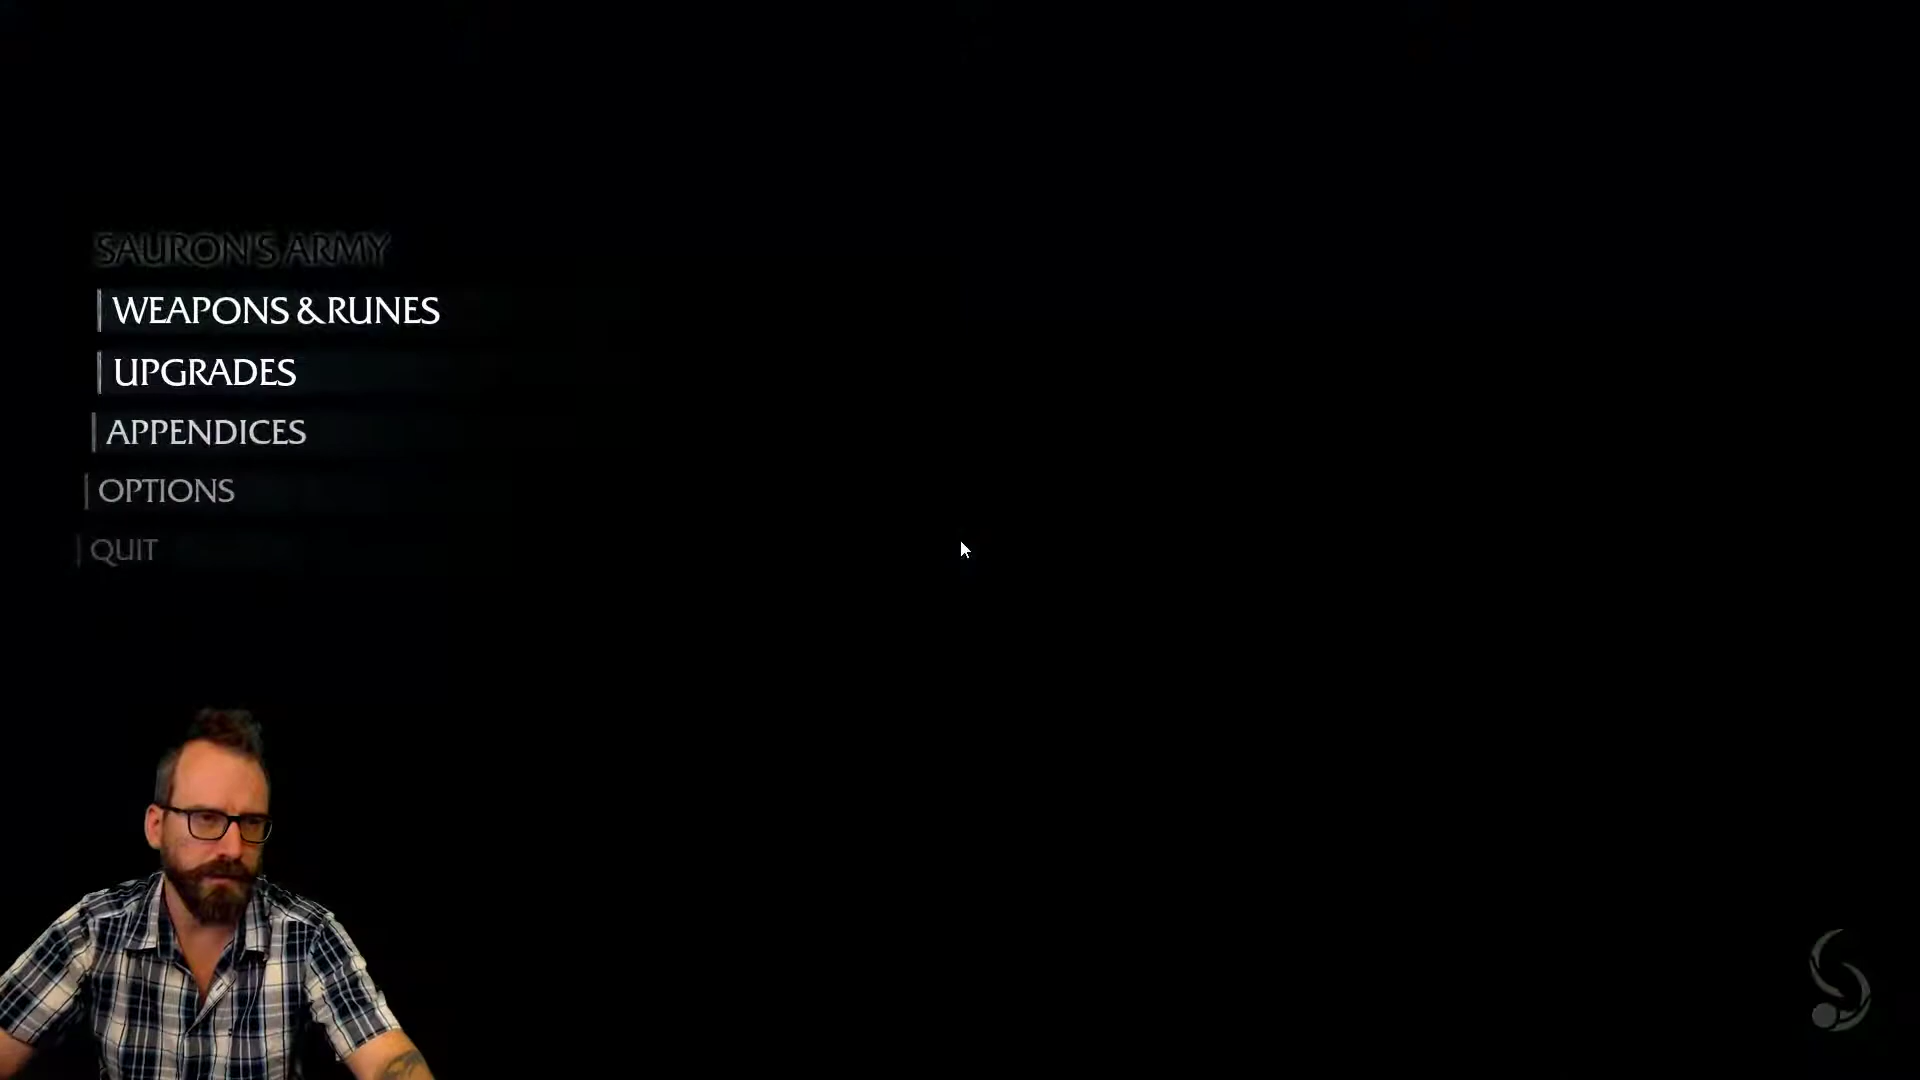 SAURON'S ARMY
WEAPONS & RUNES
UPGRADES
APPENDICES
OPTIONS
QUIT